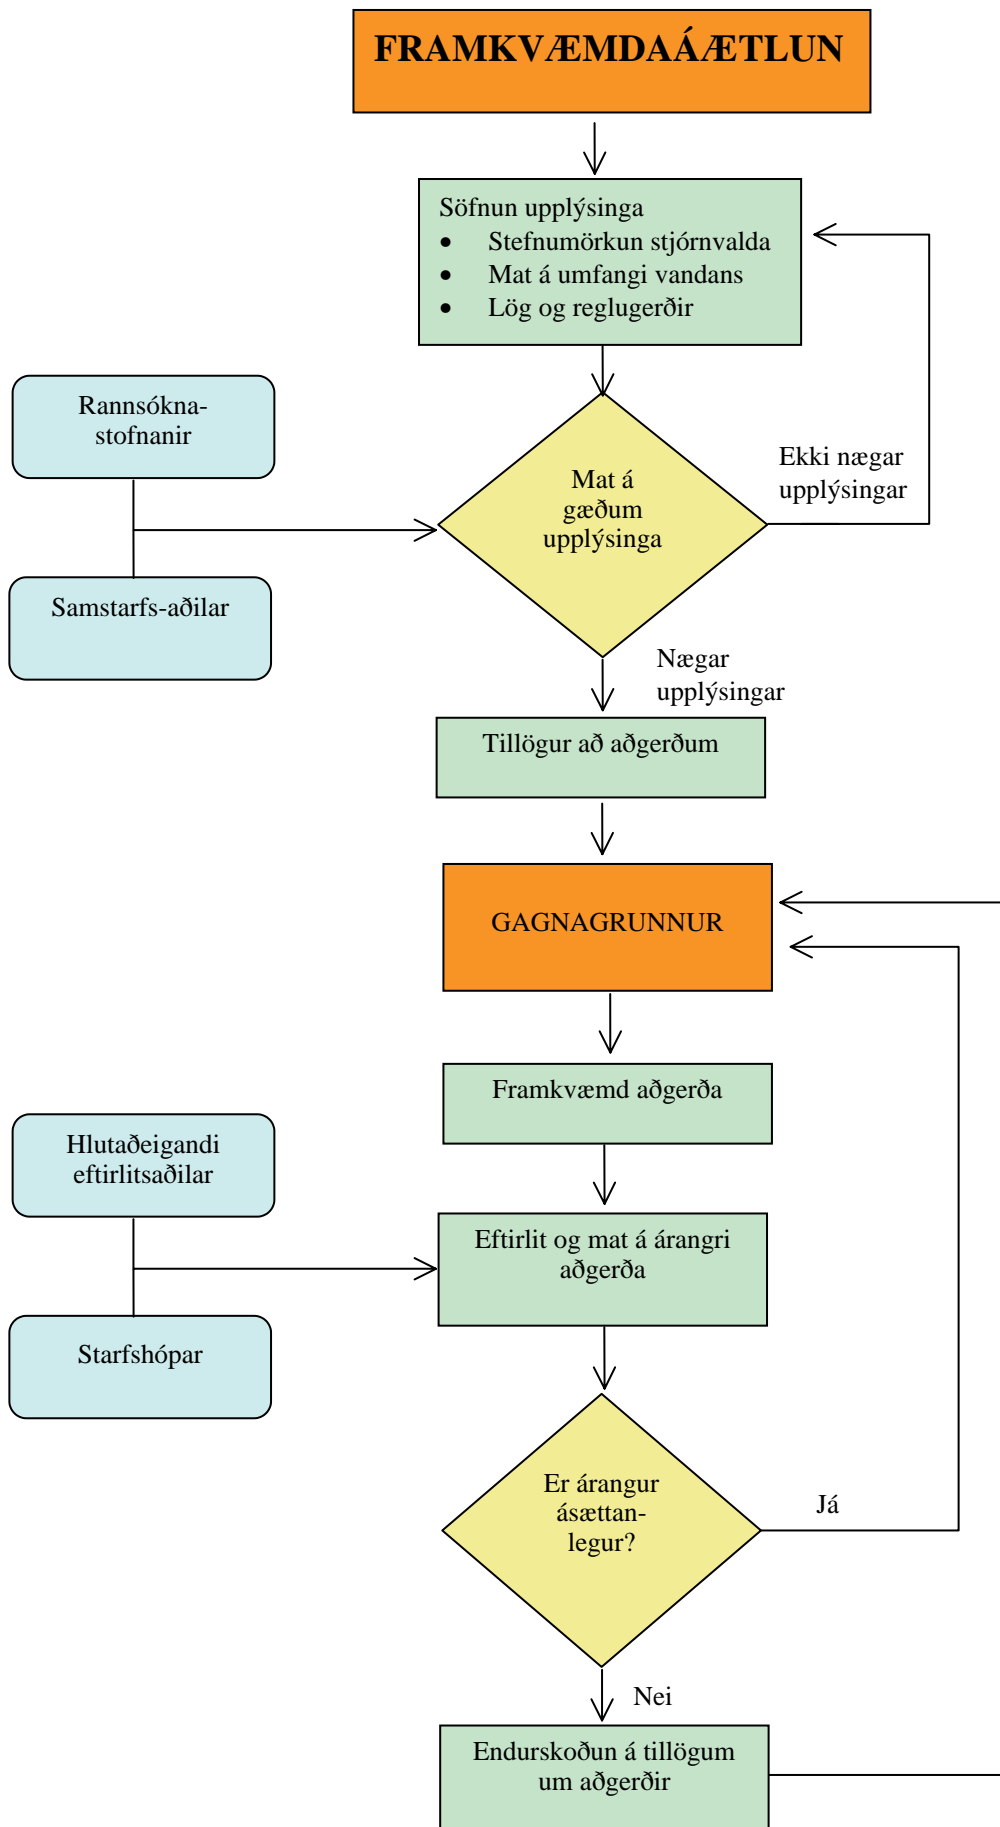 FRAMKVÆMDAÁÆTLUN
Söfnun upplýsinga
• Stefnumörkun stjórnvalda
• Mat á umfangi vandans
• Lög og reglugerðir
Rannsókna-
stofnanir
Mat á
gæðum
upplýsinga
Ekki nægar
upplýsingar
Samstarfs-aðilar
Nægar
upplýsingar
Tillögur að aðgerðum
GAGNAGRUNNUR
Framkvæmd aðgerða
Hlutaðeigandi
eftirlitsaðilar
Eftirlit og mat á árangri
aðgerða
Starfshópar
Er árangur
ásættan-
legur?
Já
Nei
Endurskoðun á tillögum
um aðgerðir